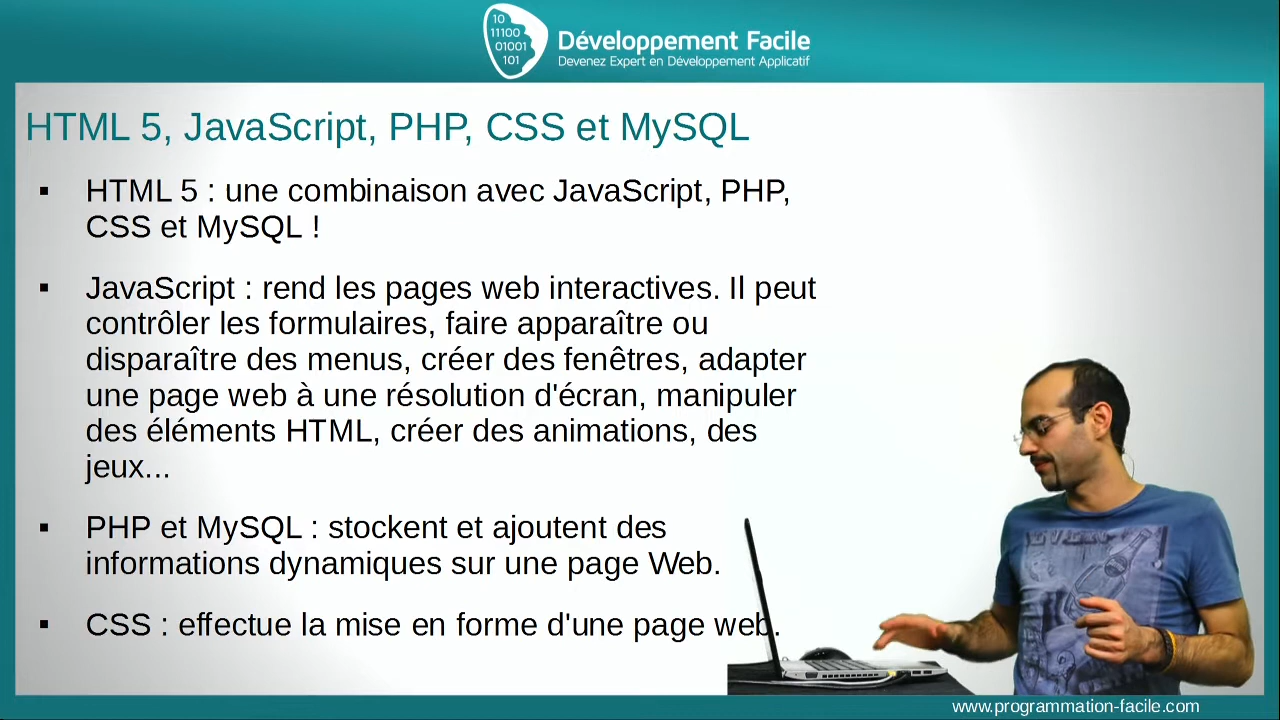 10
11100
01001
101
Développement Facile
Devenez Expert en Développement Applicatif
HTML 5, JavaScript, PHP, CSS et MySQL
HTML 5 : une combinaison avec JavaScript, PHP,
CSS et MySQL !
JavaScript : rend les pages web interactives. Il peut
contrôler les formulaires, faire apparaître ou
disparaître des menus, créer des fenêtres, adapter
une page web à une résolution d'écran, manipuler
des éléments HTML, créer des animations, des
jeux...
PHP et MySQL : stockent et ajoutent des
informations dynamiques sur une page Web.
CSS : effectue la mise en forme d'une page web.
www.programmation-facile.com